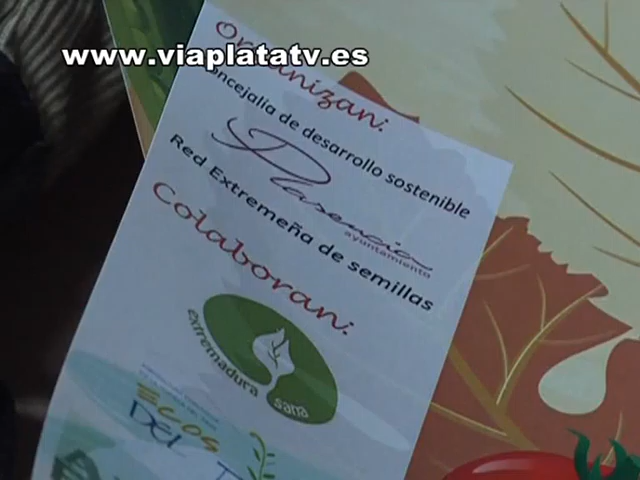 www.viaplatatv.es
Organizan:
Concejalía de desarrollo sostenible
Plasencia
ayuntamiento
Red Extremeña de semillas
Colaboran:
extremadura sana
ECOS
DEL